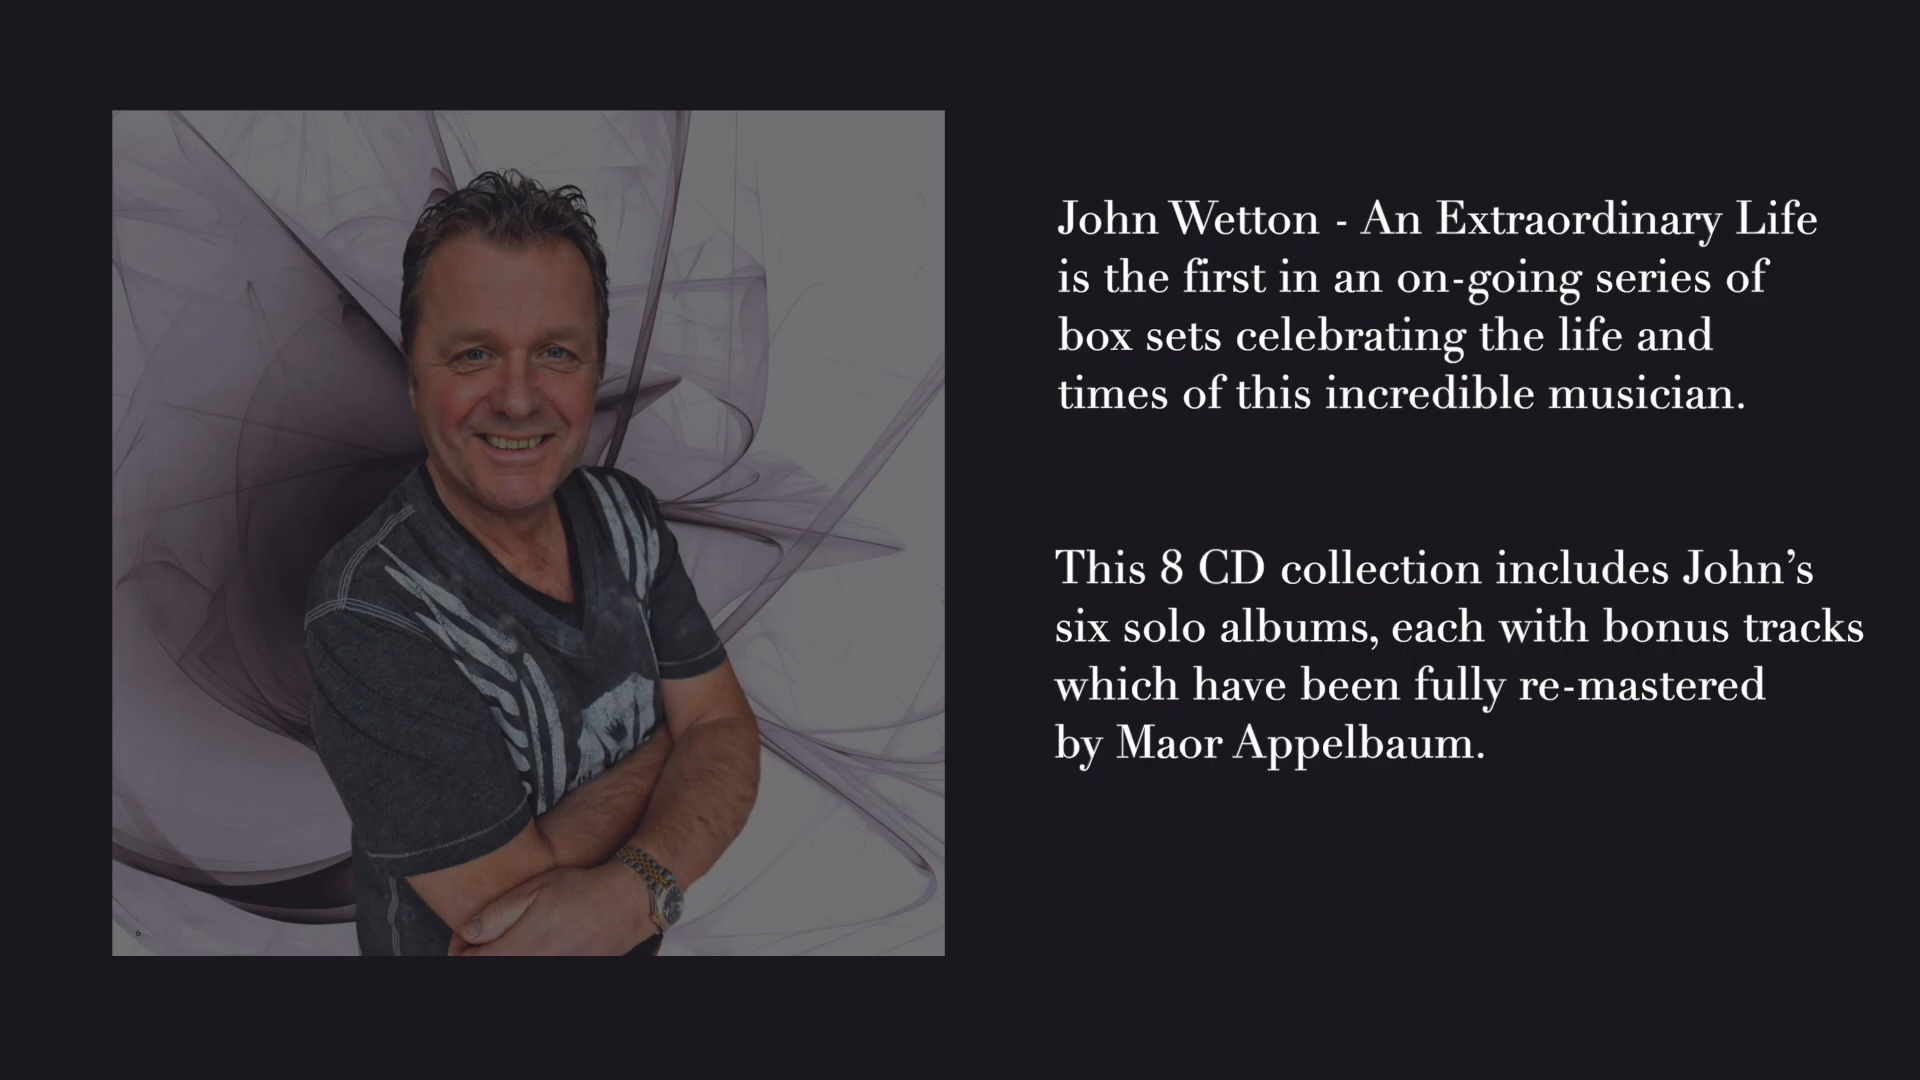 John Wetton - An Extraordinary Life
is the first in an on-going series of
box sets celebrating the life and
times of this incredible musician.
This 8 CD collection includes John’s
six solo albums, each with bonus tracks
which have been fully re-mastered
by Maor Appelbaum.
6